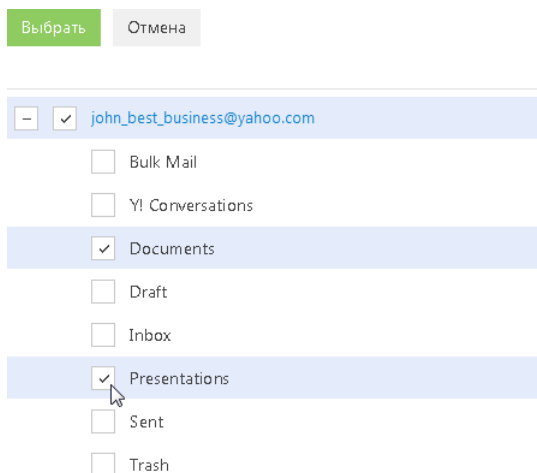 Выбрать Отмена
john_best_business@yahoo.com
Bulk Mail
Y! Conversations
Documents
Draft
Inbox
Presentations
Sent
Trash